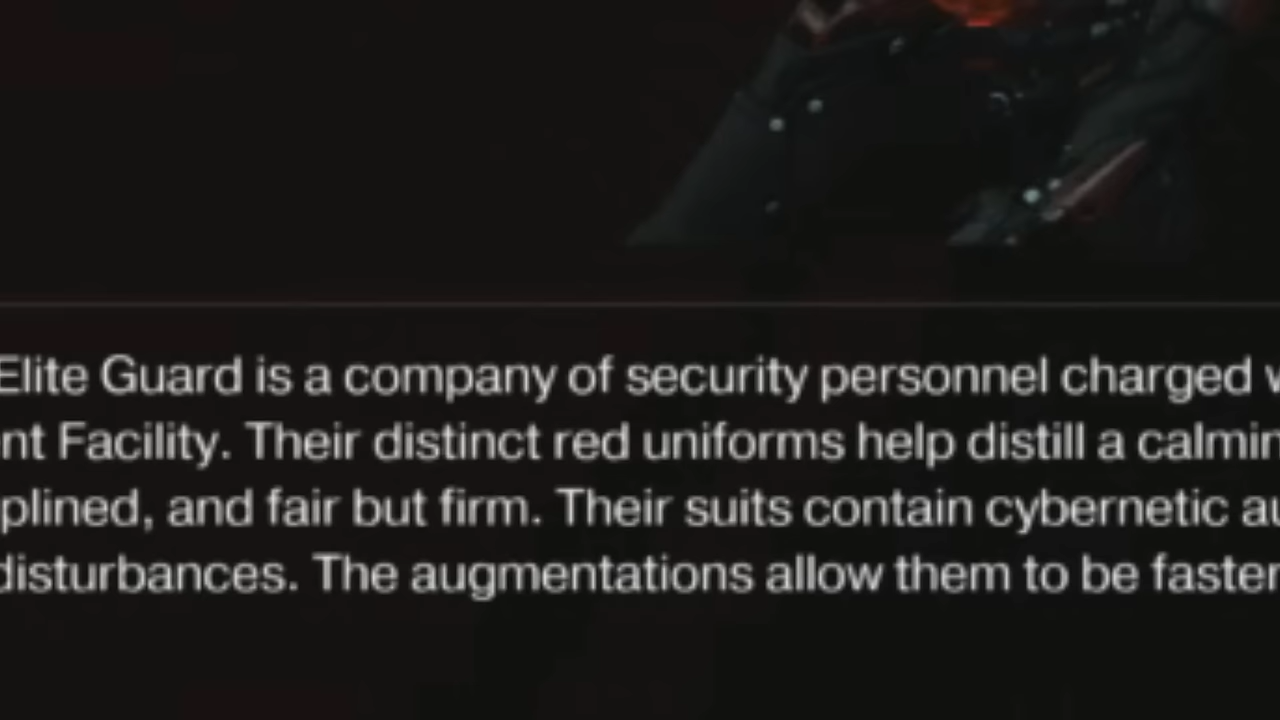 Elite Guard is a company of security personnel charged
nt Facility. Their distinct red uniforms help distill a calmin
plined, and fair but firm. Their suits contain cybernetic au
disturbances. The augmentations allow them to be faster